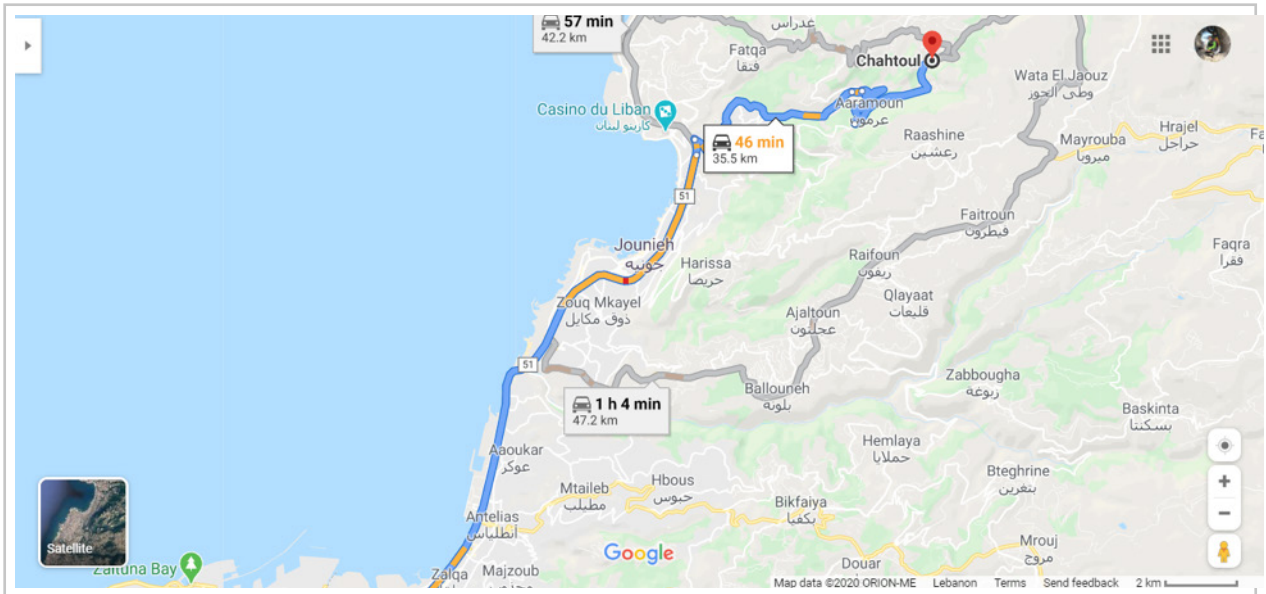 57 min
42.2 km
غدراس
Fatqa
فتقا
Chahtoul
Wata El Jaouz
وطى الجوز
Casino du Liban
كازينو لبنان
Aaramoun
عرمون
Raashine
رعشين
Mayrouba
ميروبا
Hrajel
حراجل
46 min
35.5 km
51
Jounieh
جونيه
Harissa
حريصا
Faitroun
فيطرون
Faqra
فقرا
Raifoun
ريفون
Zouq Mkayel
ذوق مكايل
Qlayaat
قليعات
Ajaltoun
عجلتون
51
Ballouneh
بلونة
Zabbougha
زبوغة
1 h 4 min
47.2 km
Baskinta
بسكنتا
Hemlaya
حملايا
Aaoukar
عوكر
Mtaileb
مطيلب
Hbous
حبوس
Bteghrine
بتغرين
Bikfaiya
بكفيا
Antelias
انطلياس
Satellite
Google
Mrouj
مروج
Zaituna Bay
Zalqa
Majzoub
Douar
Map data ©2020 ORION-ME Lebanon Terms Send feedback 2 km